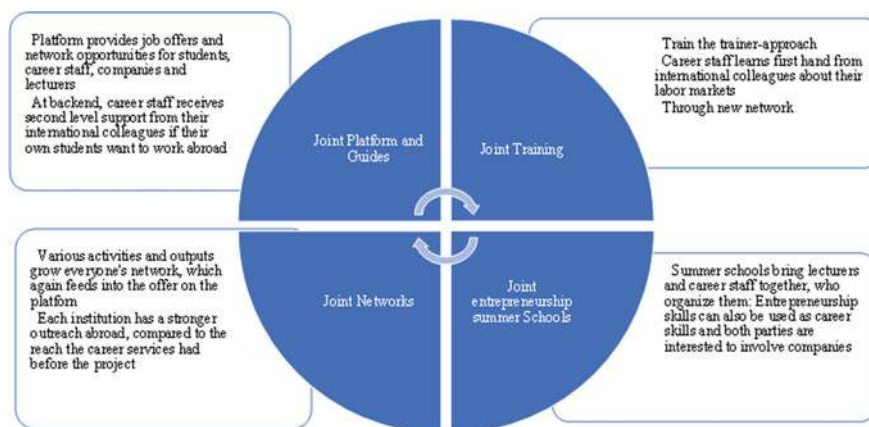 Platform provides job offers and
network opportunities for students,
career staff, companies and
lecturers
At backend, career staff receives
second level support from their
international colleagues if their
own students want to work abroad
Joint Platform and
Guides
Joint Training
Train the trainer-approach
Career staff learns first hand from
international colleagues about their
labor markets
Through new network
Various activities and outputs
grow everyone's network, which
again feeds into the offer on the
platform
Each institution has a stronger
outreach abroad, compared to the
reach the career services had
before the project
Joint Networks
Joint
entrepreneurship
summer Schools
Summer schools bring lecturers
and career staff together, who
organize them: Entrepreneurship
skills can also be used as career
skills and both parties are
interested to involve companies